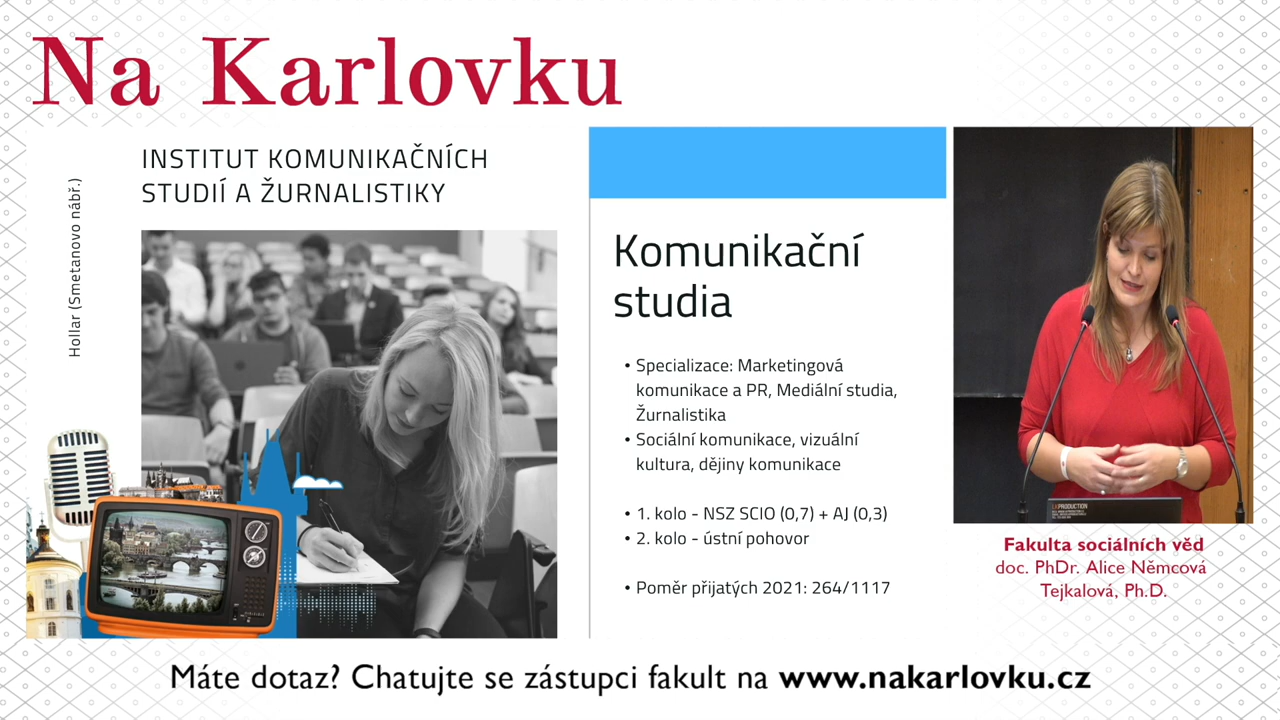 Na Karlovku
INSTITUT KOMUNIKAČNÍCH
STUDIÍ A ŽURNALISTIKY
Hollar (Smetanovo nábř.)
Komunikační
studia
• Specializace: Marketingová
komunikace a PR, Mediální studia,
Žurnalistika
• Sociální komunikace, vizuální
kultura, dějiny komunikace
• 1. kolo - NSZ SCIO (0,7) + AJ (0,3)
• 2. kolo - ústní pohovor
• Poměr přijatých 2021: 264/1117
PRODUCTION
Fakulta sociálních věd
doc. PhDr. Alice Němcová
Tejkalová, Ph.D.
Máte dotaz? Chatujte se zástupci fakult na www.nakarlovku.cz